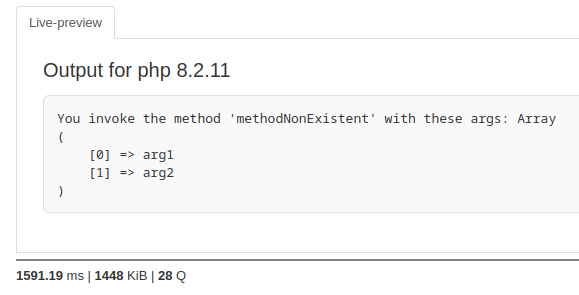 Live-preview
Output for php 8.2.11
You invoke the method 'methodNonExistent' with these args: Array
(
    [0] => arg1
    [1] => arg2
)
1591.19 ms | 1448 KiB | 28 Q